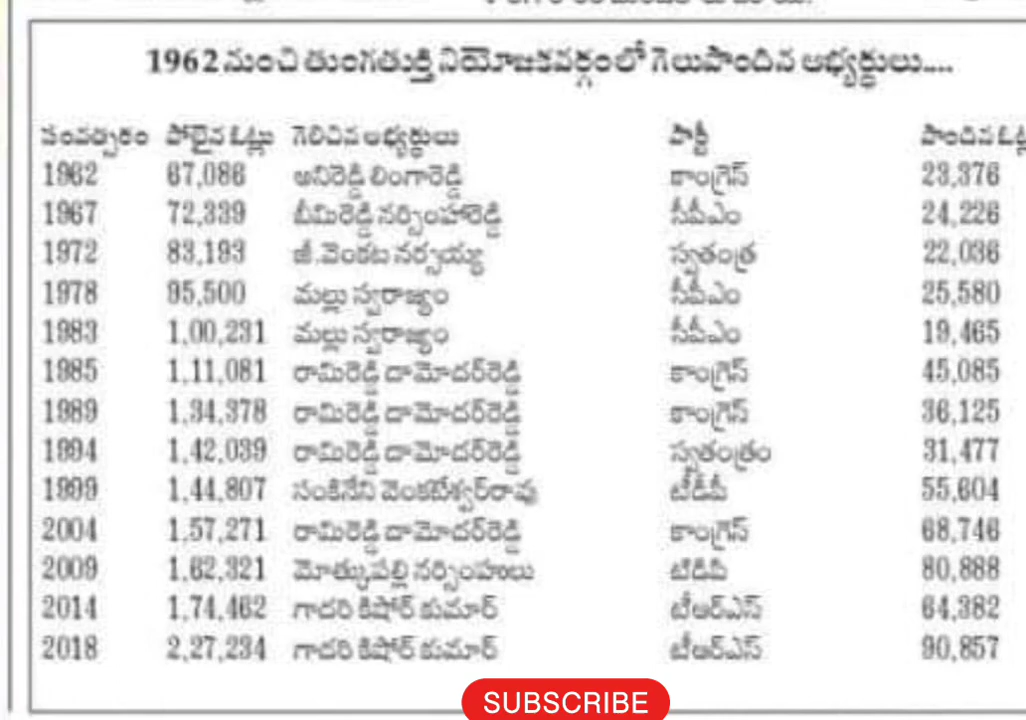 1962 నుంచి తుంగతుర్తి నియోజకవర్గంలో గెలుపొందిన అభ్యర్థులు....
సంవత్సరం పోలైన ఓట్లు గెలిచిన అభ్యర్థులు పార్టీ పొందిన ఓట్లు
1962 67,086 అనిరెడ్డి లింగారెడ్డి కాంగ్రెస్ 23,376
1967 72,339 బీమిరెడ్డి నర్సింహారెడ్డి సీపీఎం 24,226
1972 83,193 జీ.వెంకట నర్సయ్య స్వతంత్ర 22,036
1978 95,500 మల్లు స్వరాజ్యం సీపీఎం 25,580
1983 1,00,231 మల్లు స్వరాజ్యం సీపీఎం 19,465
1985 1,11,081 రామిరెడ్డి దామోదర్‌రెడ్డి కాంగ్రెస్ 45,085
1989 1,34,378 రామిరెడ్డి దామోదర్‌రెడ్డి కాంగ్రెస్ 36,125
1994 1,42,039 రామిరెడ్డి దామోదర్‌రెడ్డి స్వతంత్రం 31,477
1999 1,44,807 సంకినేని వెంకటేశ్వర్‌రావు టీడీపీ 55,604
2004 1,57,271 రామిరెడ్డి దామోదర్‌రెడ్డి కాంగ్రెస్ 68,746
2009 1,62,321 మోత్కుపల్లి నర్సింహులు టీడీపీ 80,888
2014 1,74,462 గాదరి కిషోర్ కుమార్ టీఆర్ఎస్ 64,382
2018 2,27,234 గాదరి కిషోర్ కుమార్ టీఆర్ఎస్ 90,857
SUBSCRIBE